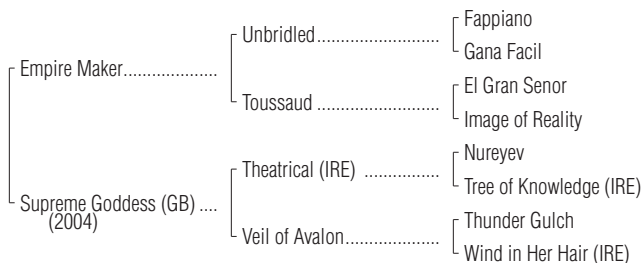 Fappiano
Unbridled..........................
Gana Facil
Empire Maker....................
El Gran Senor
Toussaud ..........................
Image of Reality
Nureyev
Theatrical (IRE) ................
Tree of Knowledge (IRE)
Supreme Goddess (GB) ....
(2004)
Thunder Gulch
Veil of Avalon....................
Wind in Her Hair (IRE)